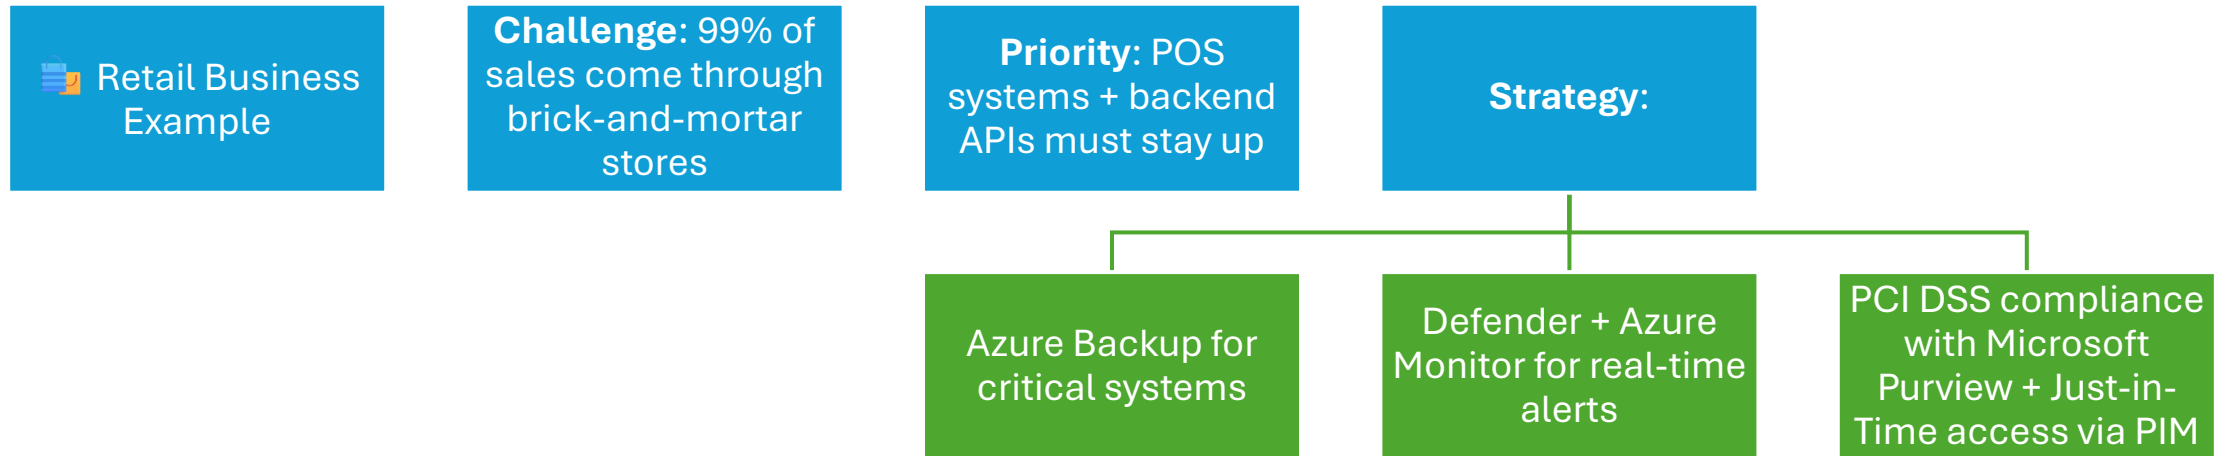 Retail Business
Example
Challenge: 99% of
sales come through
brick-and-mortar
stores
Priority: POS
systems + backend
APIs must stay up
Strategy:
Azure Backup for
critical systems
Defender + Azure
Monitor for real-time
alerts
PCI DSS compliance
with Microsoft
Purview + Just-in-
Time access via PIM